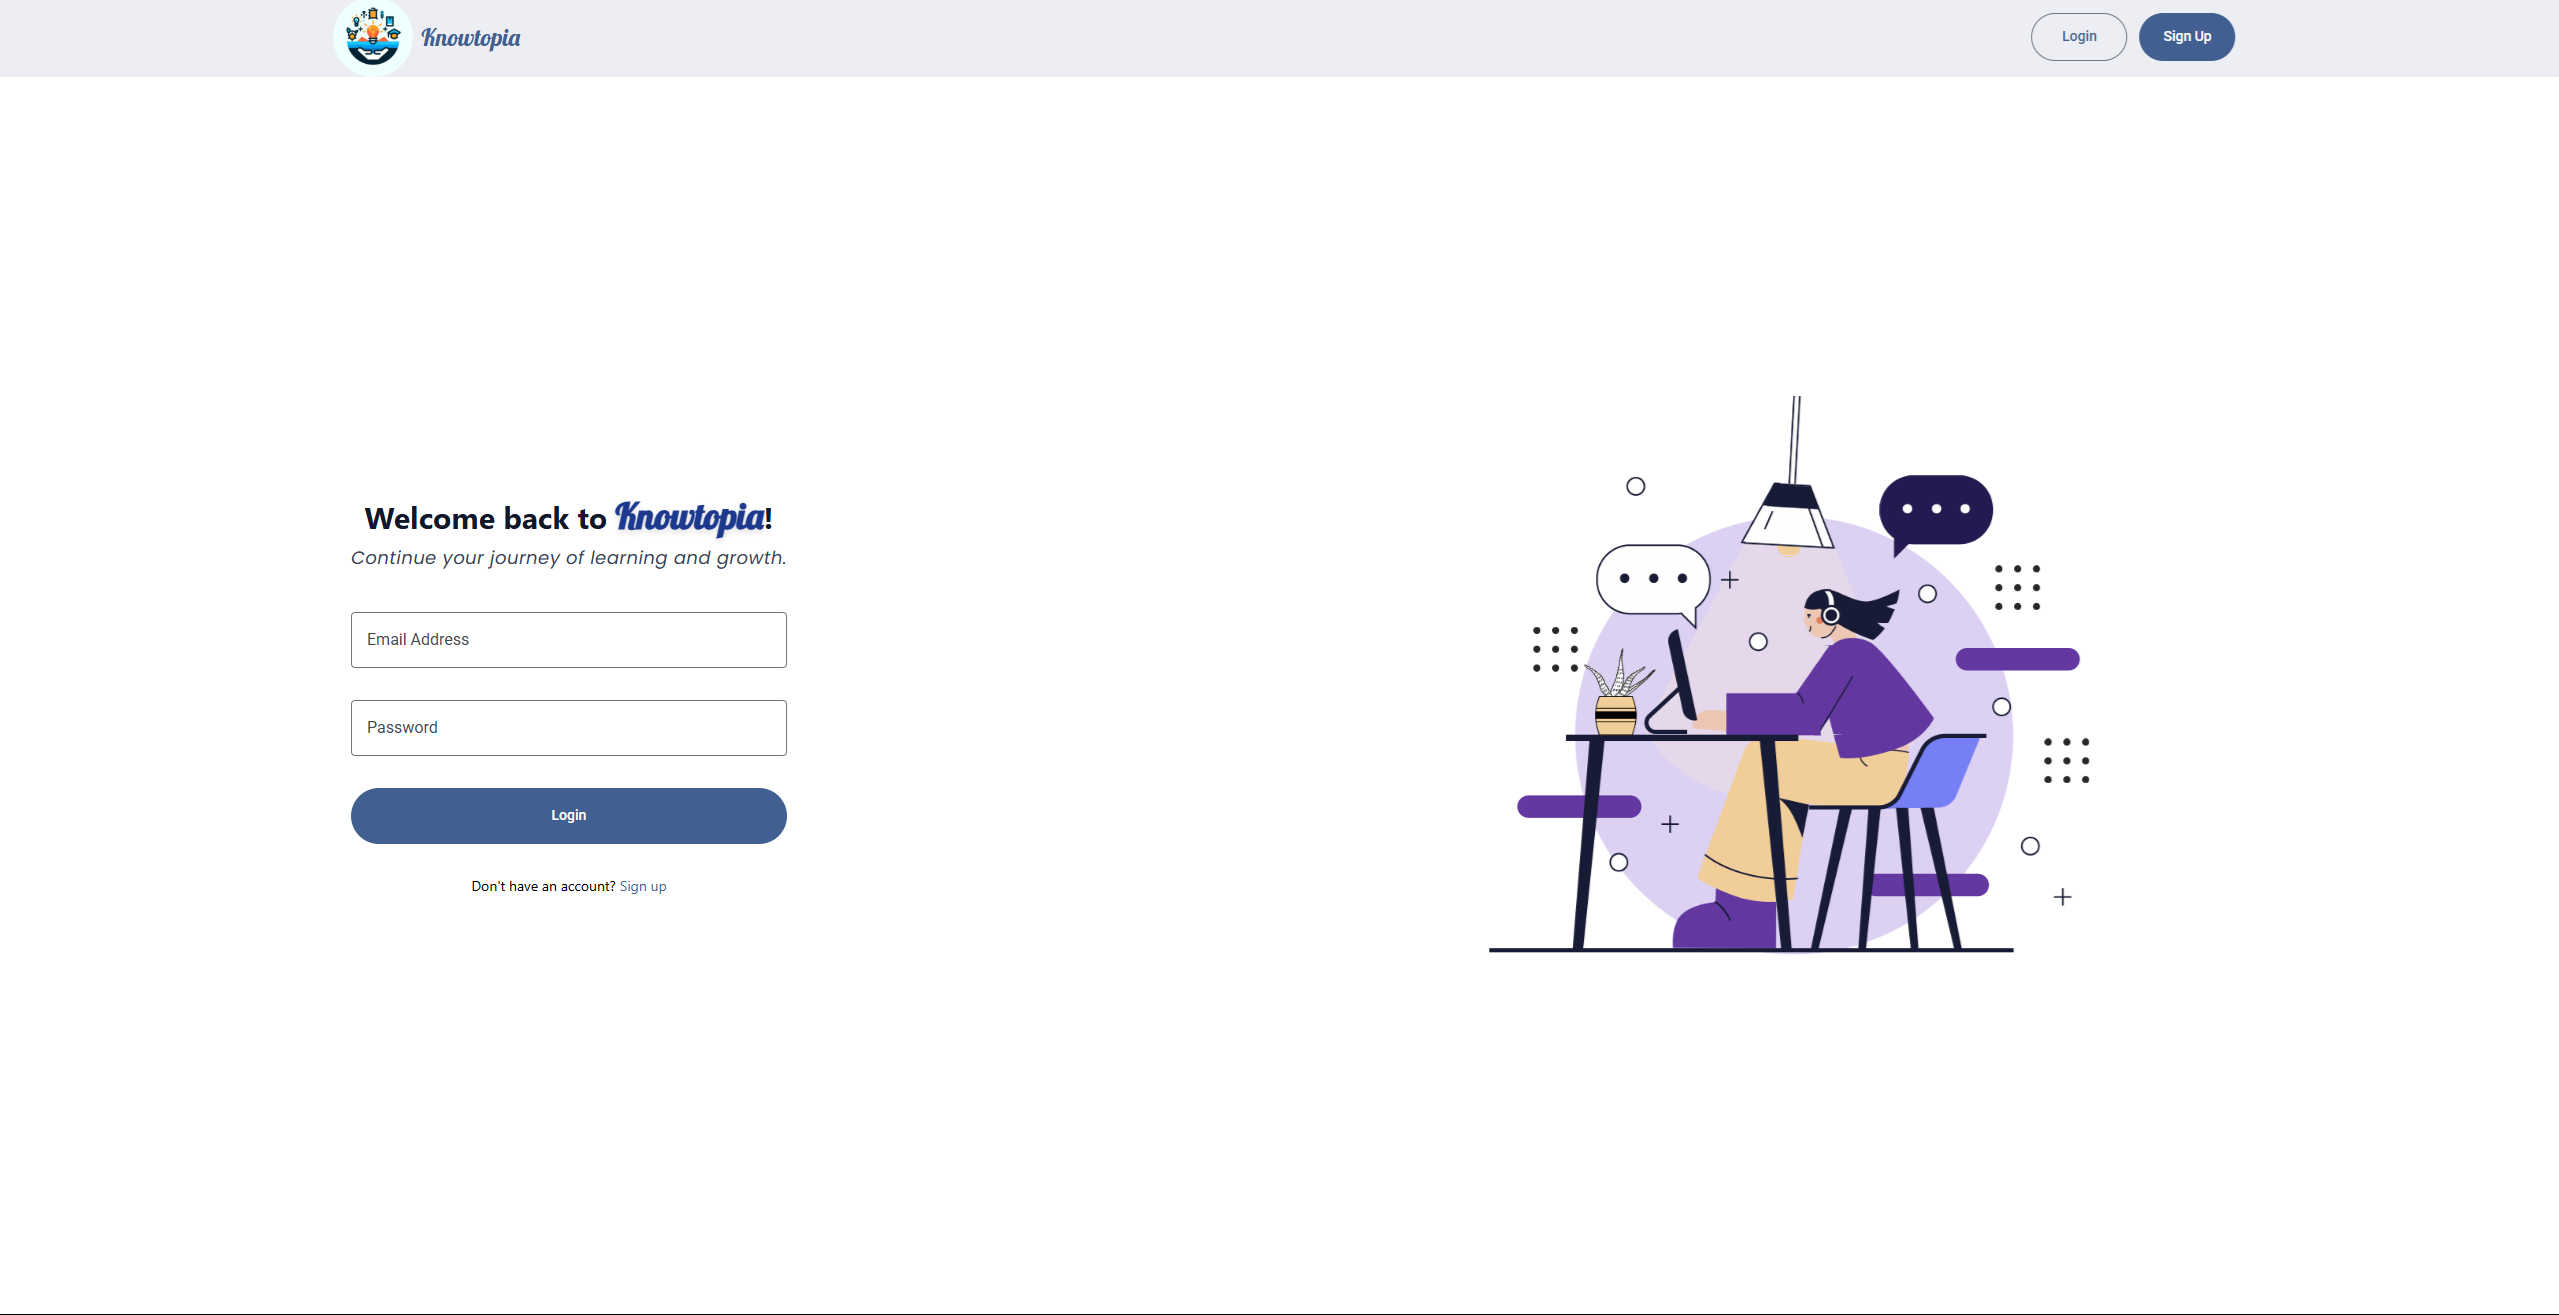 Knowtopia
Login
Sign Up
Welcome back to Knowtopia!
Continue your journey of learning and growth.
Email Address
Password
Login
Don't have an account? Sign up